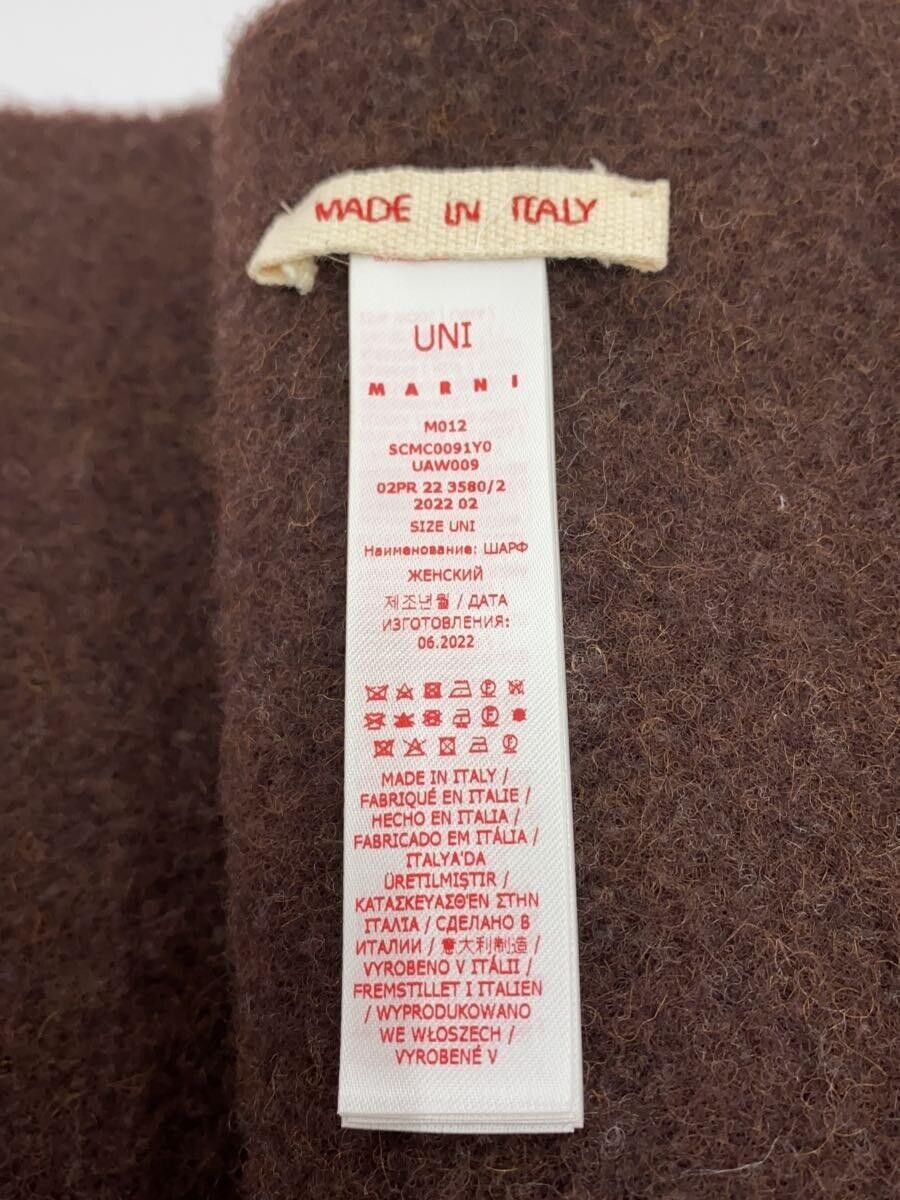 MADE IN ITALY
UNI
MARNI
M012
SCMC0091Y0
UAW009
02PR 22 3580/2
2022 02
SIZE UNI
Наименование: ШАРФ
ЖЕНСКИЙ
제조년월 / ДАТА
ИЗГОТОВЛЕНИЯ:
06.2022
MADE IN ITALY /
FABRIQUÉ EN ITALIE /
HECHO EN ITALIA /
FABRICADO EM ITÁLIA /
ITALYA'DA
ÜRETILMIŞTIR /
ΚΑΤΑΣΚΕΥΑΣΘΈΝ ΣΤΗΝ
ΙΤΑΛΊΑ / СДЕЛАНО В
ИТАЛИИ / 意大利制造 /
VYROBENO V ITÁLII /
FREMSTILLET I ITALIEN
/ WYPRODUKOWANO
WE WŁOSZECH /
VYROBENÉ V